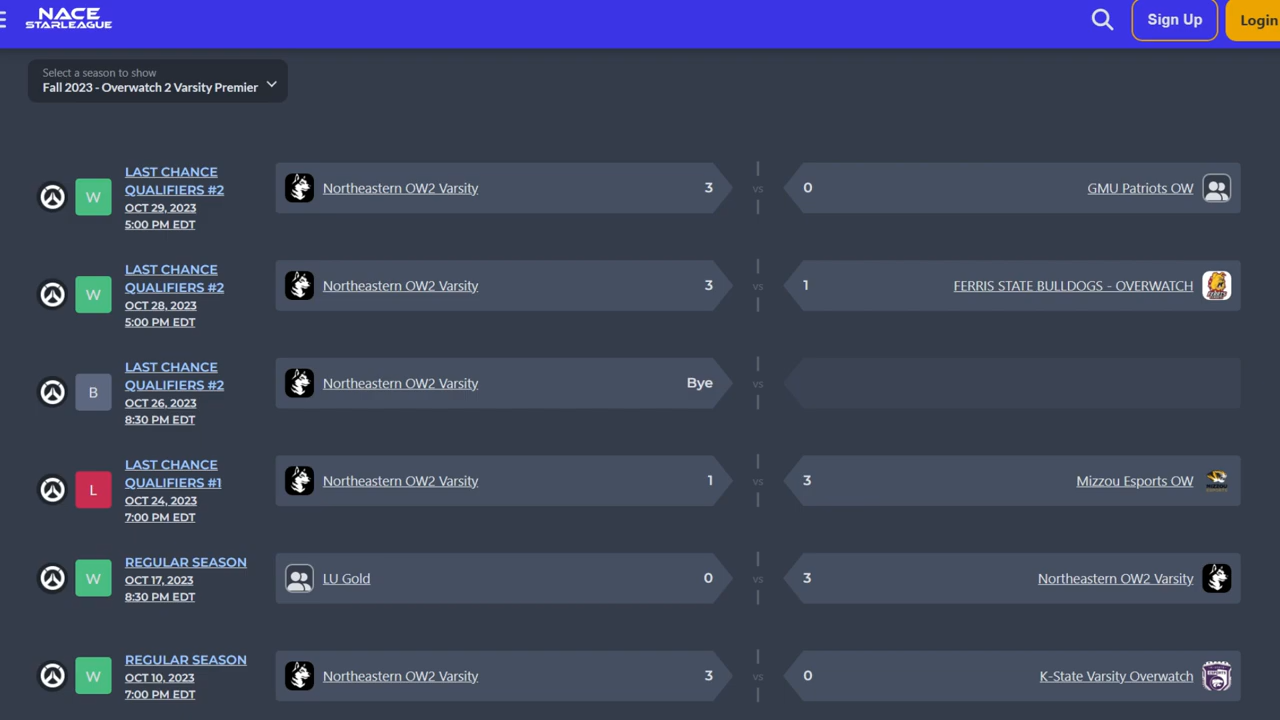 NACE
STARLEAGUE
Sign Up
Login
Select a season to show
Fall 2023 - Overwatch 2 Varsity Premier
W
LAST CHANCE
QUALIFIERS #2
OCT 29, 2023
5:00 PM EDT
Northeastern OW2 Varsity
3
vs
0
GMU Patriots OW
W
LAST CHANCE
QUALIFIERS #2
OCT 28, 2023
5:00 PM EDT
Northeastern OW2 Varsity
3
vs
1
FERRIS STATE BULLDOGS - OVERWATCH
B
LAST CHANCE
QUALIFIERS #2
OCT 26, 2023
8:30 PM EDT
Northeastern OW2 Varsity
Bye
vs
L
LAST CHANCE
QUALIFIERS #1
OCT 24, 2023
7:00 PM EDT
Northeastern OW2 Varsity
1
vs
3
Mizzou Esports OW
W
REGULAR SEASON
OCT 17, 2023
8:30 PM EDT
LU Gold
0
vs
3
Northeastern OW2 Varsity
W
REGULAR SEASON
OCT 10, 2023
7:00 PM EDT
Northeastern OW2 Varsity
3
vs
0
K-State Varsity Overwatch